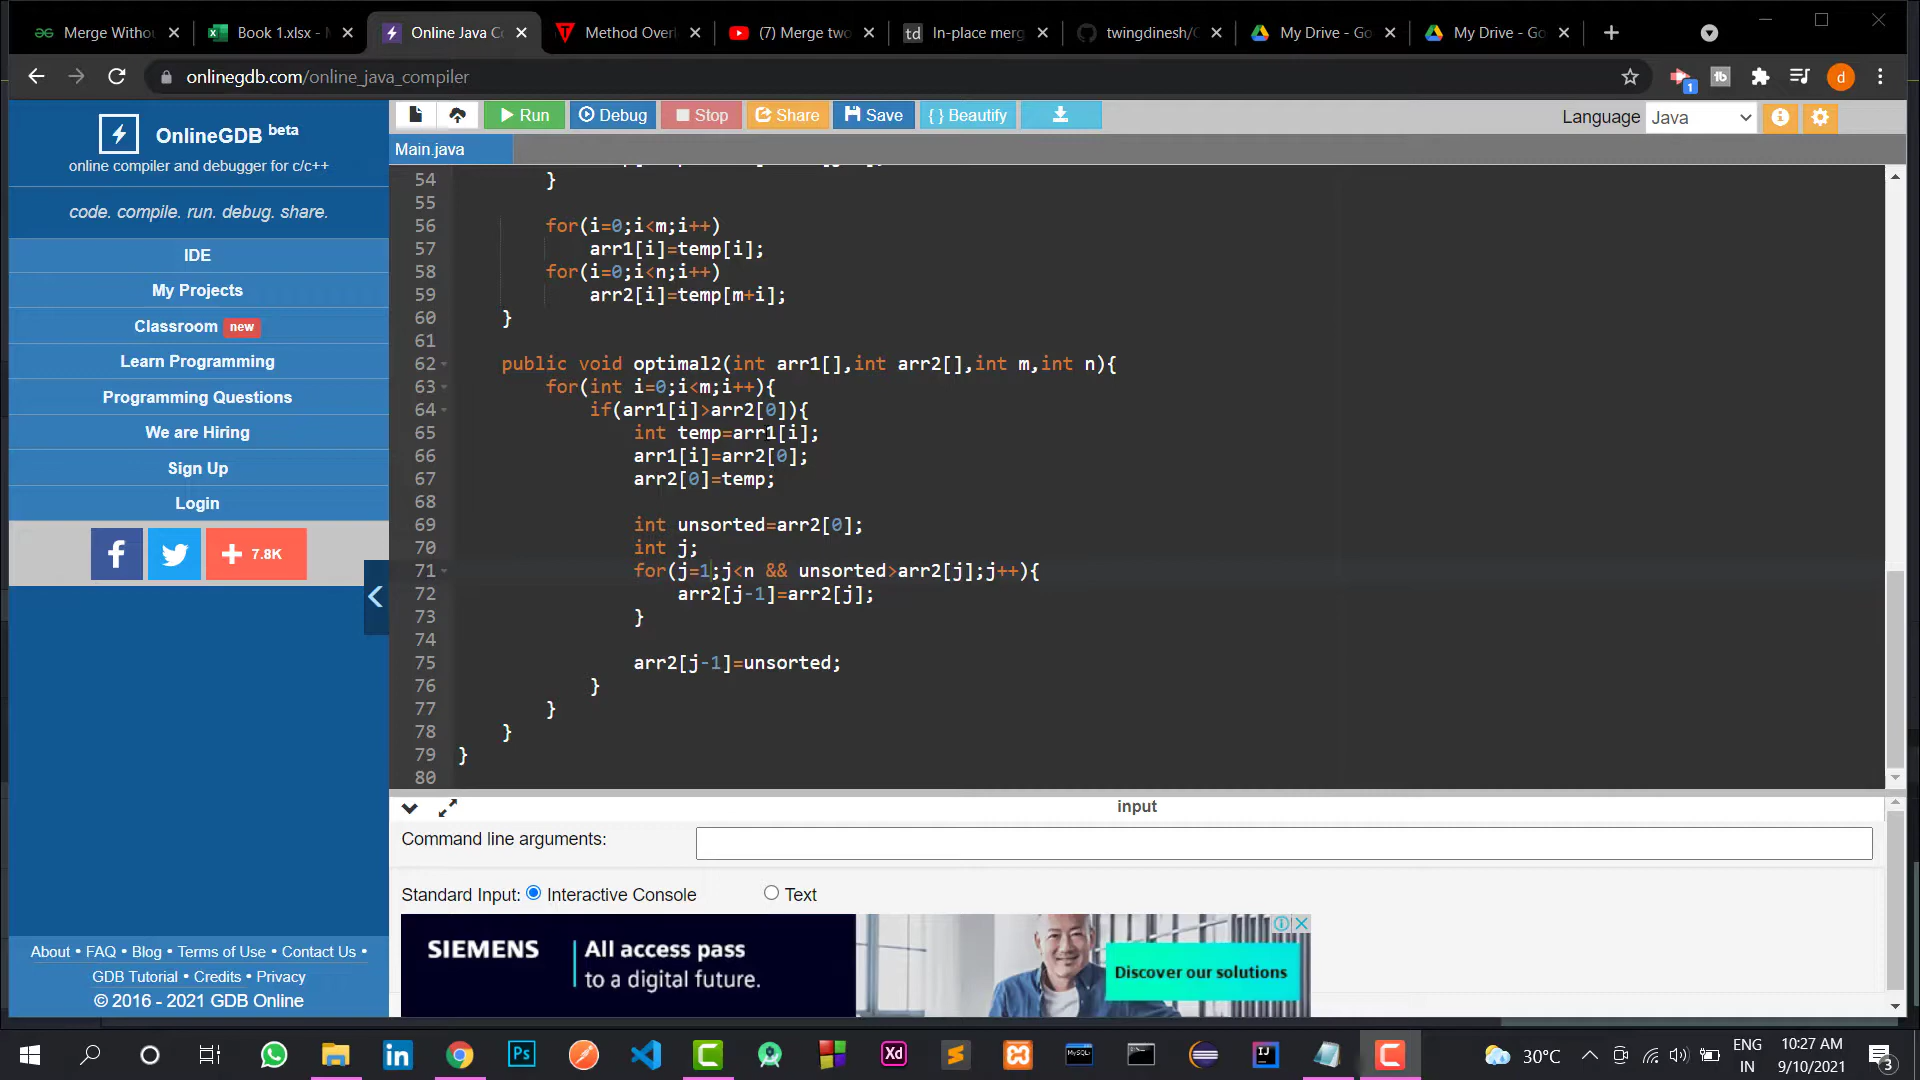 Merge Withou
Book 1.xlsx -
Online Java Co
Method Overl
(7) Merge two
In-place merg
twingdinesh/
My Drive - Go
My Drive - Go
onlinegdb.com/online_java_compiler
OnlineGDB beta
online compiler and debugger for c/c++
code. compile. run. debug. share.
IDE
My Projects
Classroom new
Learn Programming
Programming Questions
We are Hiring
Sign Up
Login
+ 7.8K
About • FAQ • Blog • Terms of Use • Contact Us •
GDB Tutorial • Credits • Privacy
© 2016 - 2021 GDB Online
Run Debug Stop Share Save { } Beautify
Language Java
Main.java
54 }
55
56 for(i=0;i<m;i++)
57 arr1[i]=temp[i];
58 for(i=0;i<n;i++)
59 arr2[i]=temp[m+i];
60 }
61
62 public void optimal2(int arr1[],int arr2[],int m,int n){
63 for(int i=0;i<m;i++){
64 if(arr1[i]>arr2[0]){
65 int temp=arr1[i];
66 arr1[i]=arr2[0];
67 arr2[0]=temp;
68
69 int unsorted=arr2[0];
70 int j;
71 for(j=1;j<n && unsorted>arr2[j];j++){
72 arr2[j-1]=arr2[j];
73 }
74
75 arr2[j-1]=unsorted;
76 }
77 }
78 }
79 }
80
input
Command line arguments:
Standard Input: Interactive Console Text
SIEMENS
All access pass
to a digital future.
Discover our solutions
30°C
ENG
IN
10:27 AM
9/10/2021
3